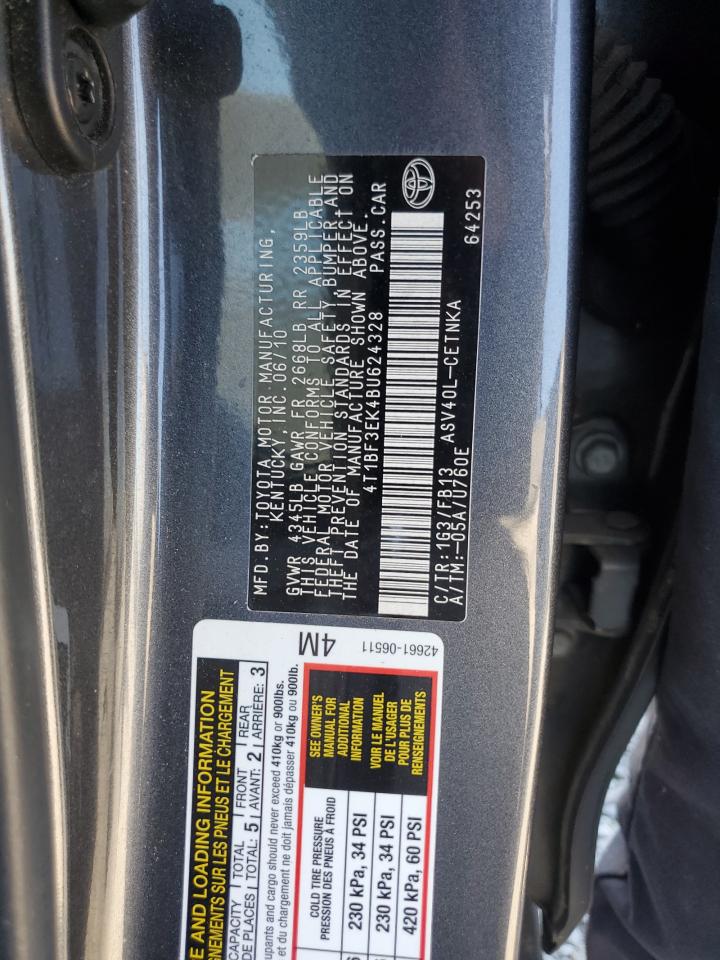 MFD. BY: TOYOTA MOTOR MANUFACTURING,
KENTUCKY, INC. 06/10
GVWR 4345LB GAWR FR 2668LB RR 2359LB
THIS VEHICLE CONFORMS TO ALL APPLICABLE
FEDERAL MOTOR VEHICLE SAFETY, BUMPER AND
THEFT PREVENTION STANDARDS IN EFFECT ON
THE DATE OF MANUFACTURE SHOWN ABOVE.
4T1BF3EK4BU624328 PASS.CAR
C/TR:1G3/FB13 ASV40L-CETNKA
A/TM:-05A/U760E 64253
E AND LOADING INFORMATION
GNEMENTS SUR LES PNEUS ET LE CHARGEMENT
CAPACITY TOTAL FRONT REAR
DE PLACES TOTAL: 5 AVANT: 2 ARRIÈRE: 3
upants and cargo should never exceed 410kg or 900lbs.
et du chargement ne doit jamais dépasser 410kg ou 900lb.
4M
42661-06511
COLD TIRE PRESSURE
PRESSION DES PNEUS À FROID
230 kPa, 34 PSI
230 kPa, 34 PSI
420 kPa, 60 PSI
SEE OWNER'S
MANUAL FOR
ADDITIONAL
INFORMATION
VOIR LE MANUEL
DE L'USAGER
POUR PLUS DE
RENSEIGNEMENTS